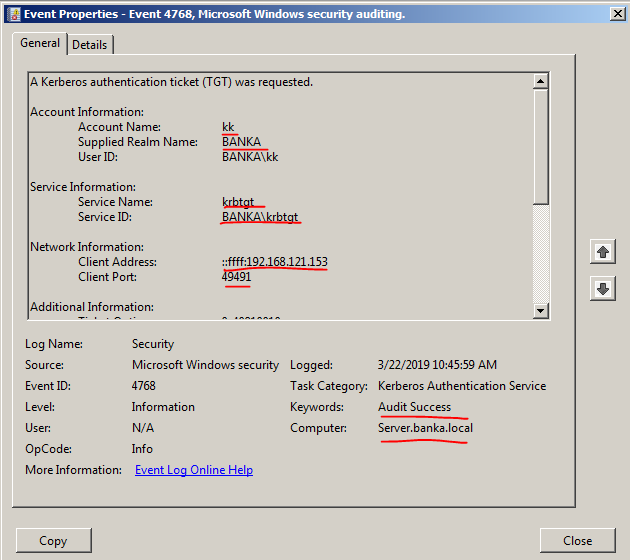 Event Properties - Event 4768, Microsoft Windows security auditing.
General Details
A Kerberos authentication ticket (TGT) was requested.
Account Information:
Account Name: kk
Supplied Realm Name: BANKA
User ID: BANKA\kk
Service Information:
Service Name: krbtgt
Service ID: BANKA\krbtgt
Network Information:
Client Address: ::ffff:192.168.121.153
Client Port: 49491
Additional Information:
Log Name: Security
Source: Microsoft Windows security Logged: 3/22/2019 10:45:59 AM
Event ID: 4768 Task Category: Kerberos Authentication Service
Level: Information Keywords: Audit Success
User: N/A Computer: Server.banka.local
OpCode: Info
More Information: Event Log Online Help
Copy Close